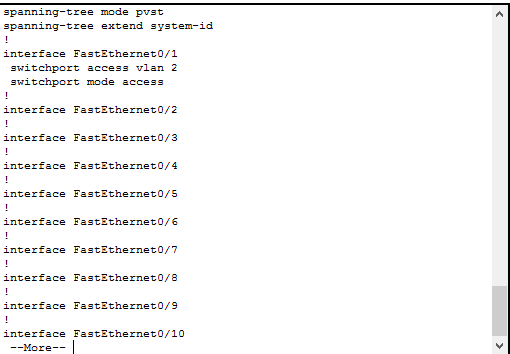 spanning-tree mode pvst
spanning-tree extend system-id
!
interface FastEthernet0/1
 switchport access vlan 2
 switchport mode access
!
interface FastEthernet0/2
!
interface FastEthernet0/3
!
interface FastEthernet0/4
!
interface FastEthernet0/5
!
interface FastEthernet0/6
!
interface FastEthernet0/7
!
interface FastEthernet0/8
!
interface FastEthernet0/9
!
interface FastEthernet0/10
 --More--